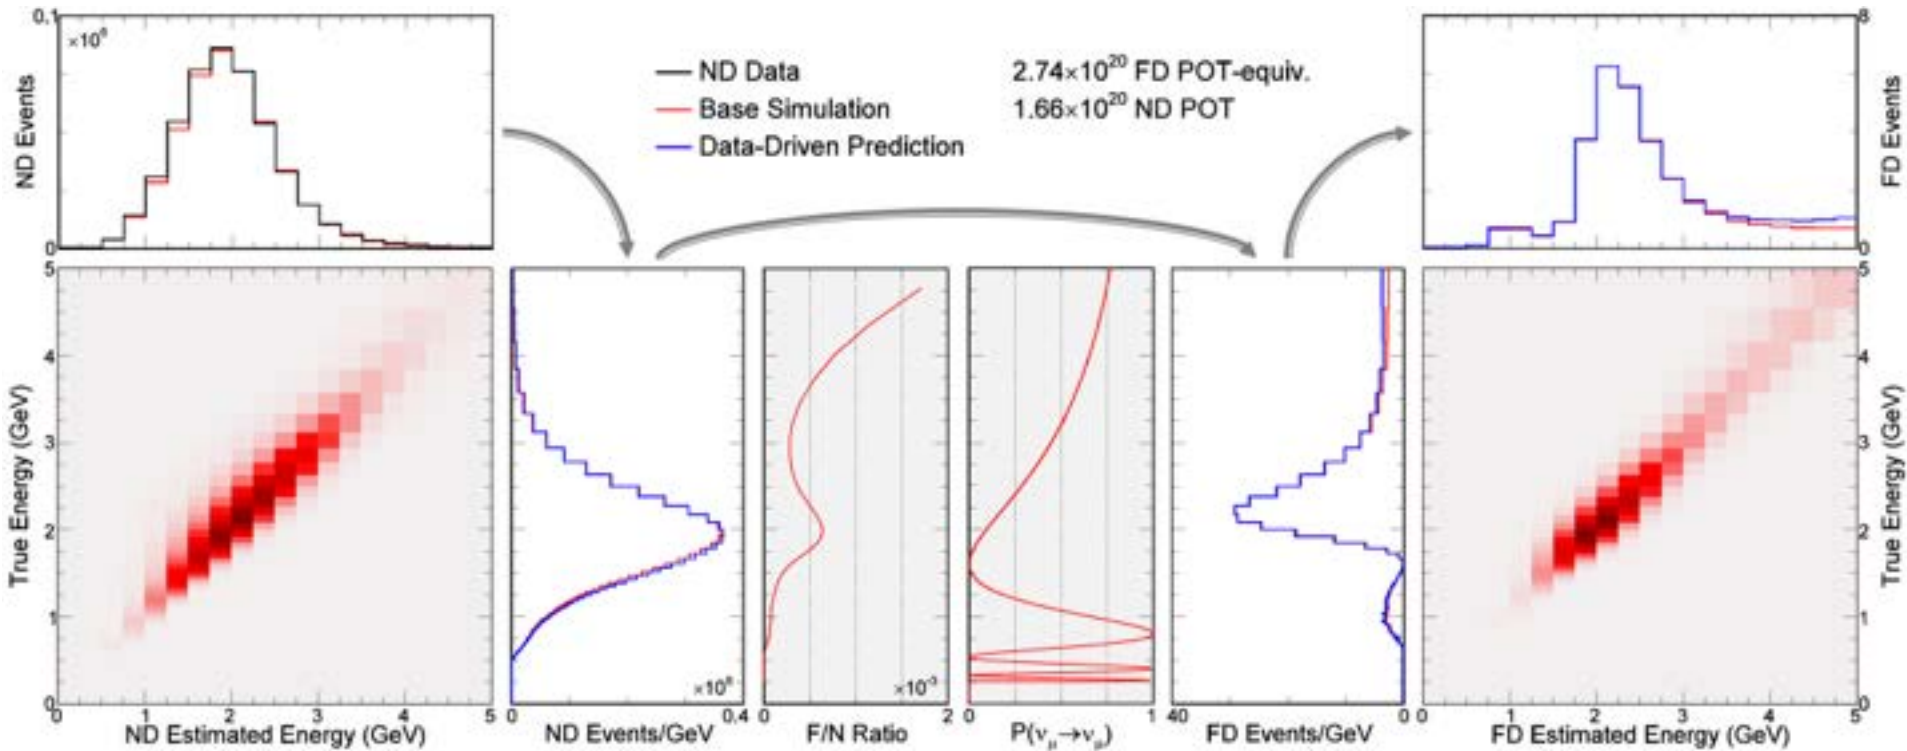 0.1
×10⁶
ND Events
0
ND Data
Base Simulation
Data-Driven Prediction
2.74×10²⁰ FD POT-equiv.
1.66×10²⁰ ND POT
8
FD Events
0
5
4
3
2
1
0
True Energy (GeV)
0 1 2 3 4 5
ND Estimated Energy (GeV)
×10⁶
0 0.4
ND Events/GeV
×10⁻³
0 2
F/N Ratio
0 1
P(νμ→νμ)
40 0
FD Events/GeV
0 1 2 3 4 5
FD Estimated Energy (GeV)
5
4
3
2
1
0
True Energy (GeV)